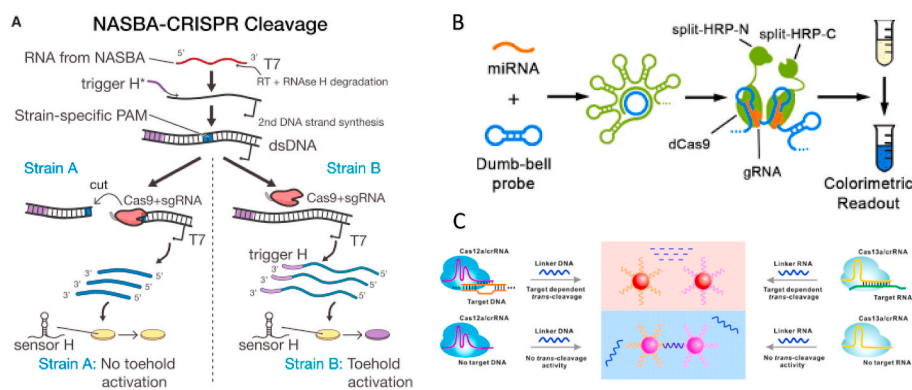 A
NASBA-CRISPR Cleavage
RNA from NASBA
5'
3'
T7
RT + RNAse H degradation
trigger H*
2nd DNA strand synthesis
Strain-specific PAM
dsDNA
Strain A
Strain B
cut
Cas9+sgRNA
Cas9+sgRNA
T7
T7
trigger H
3'
5'
3'
5'
3'
5'
3'
5'
3'
5'
3'
5'
sensor H
sensor H
Strain A: No toehold
activation
Strain B: Toehold
activation
B
miRNA
+
Dumb-bell
probe
split-HRP-N
split-HRP-C
dCas9
gRNA
Colorimetric
Readout
C
Cas12a/crRNA
Target DNA
Linker DNA
Target dependent
trans-cleavage
Linker RNA
Target dependent
trans-cleavage
Cas13a/crRNA
Target RNA
Cas12a/crRNA
No target DNA
Linker DNA
No trans-cleavage
activity
Linker RNA
No trans-cleavage
activity
Cas13a/crRNA
No target RNA